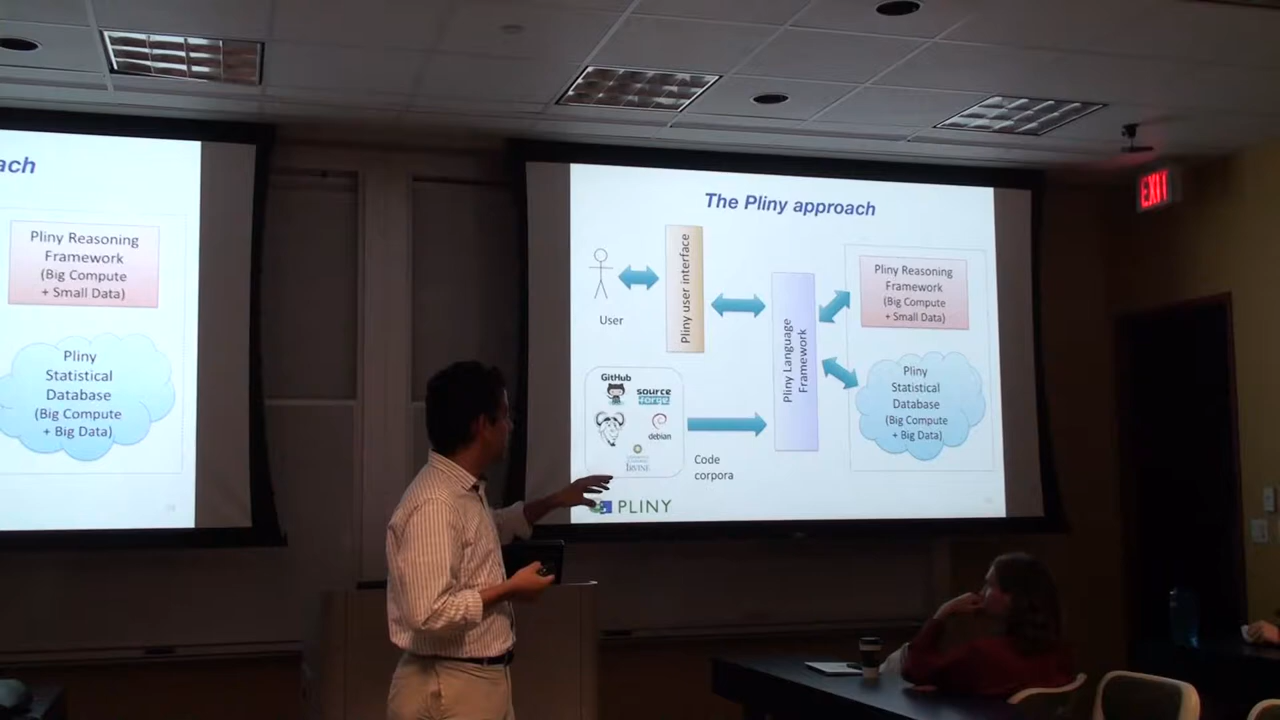 ach
Pliny Reasoning
Framework
(Big Compute
+ Small Data)
Pliny
Statistical
Database
(Big Compute
+ Big Data)
The Pliny approach
User
Pliny user interface
Pliny Language
Framework
Pliny Reasoning
Framework
(Big Compute
+ Small Data)
Pliny
Statistical
Database
(Big Compute
+ Big Data)
GitHub
source
forge
debian
IRVINE
Code
corpora
PLINY
EXIT